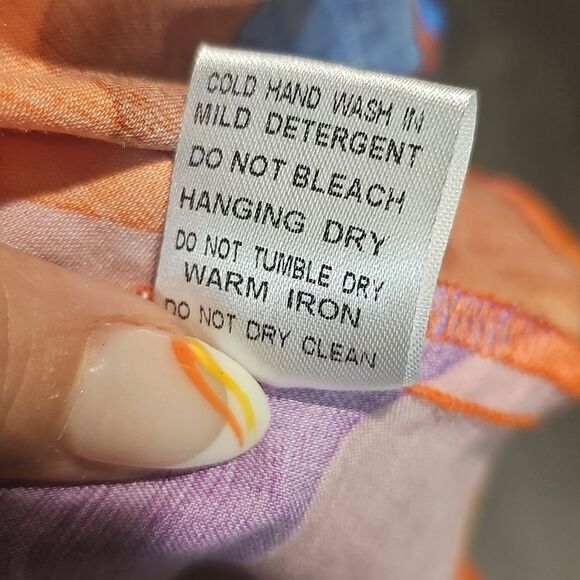 COLD HAND WASH IN
MILD DETERGENT
DO NOT BLEACH
HANGING DRY
DO NOT TUMBLE DRY
WARM IRON
DO NOT DRY CLEAN